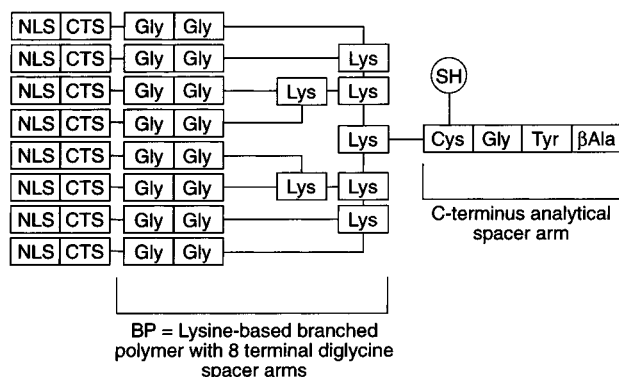 NLS CTS Gly Gly
NLS CTS Gly Gly Lys
SH
NLS CTS Gly Gly Lys Lys
NLS CTS Gly Gly
Lys Cys Gly Tyr βAla
NLS CTS Gly Gly
NLS CTS Gly Gly Lys Lys
NLS CTS Gly Gly Lys
NLS CTS Gly Gly
C-terminus analytical
spacer arm
BP = Lysine-based branched
polymer with 8 terminal diglycine
spacer arms